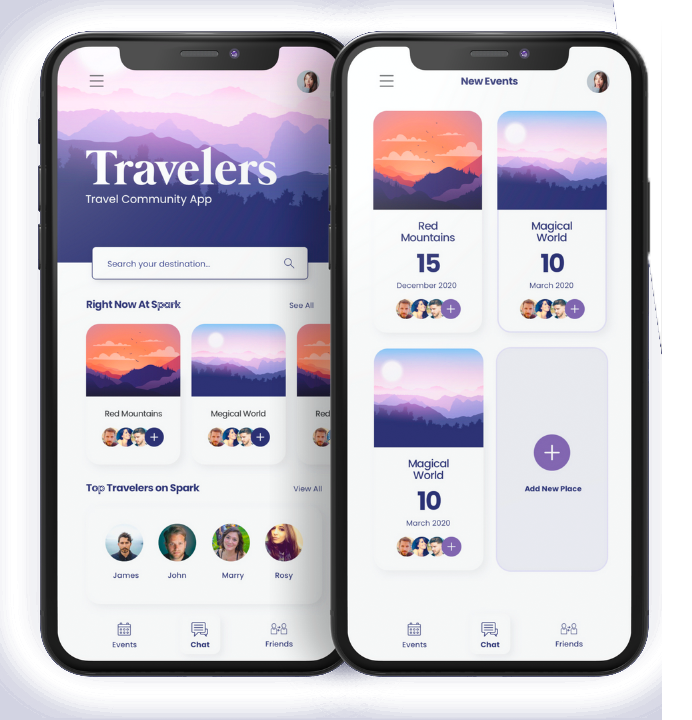 Travelers
Travel Community App
Search your destination...
Right Now At Spark
See All
Red Mountains
Megical World
Red
Top Travelers on Spark
View All
James
John
Marry
Rosy
Events
Chat
Friends
New Events
Red
Mountains
15
December 2020
Magical
World
10
March 2020
Magical
World
10
March 2020
Add New Place
Events
Chat
Friends